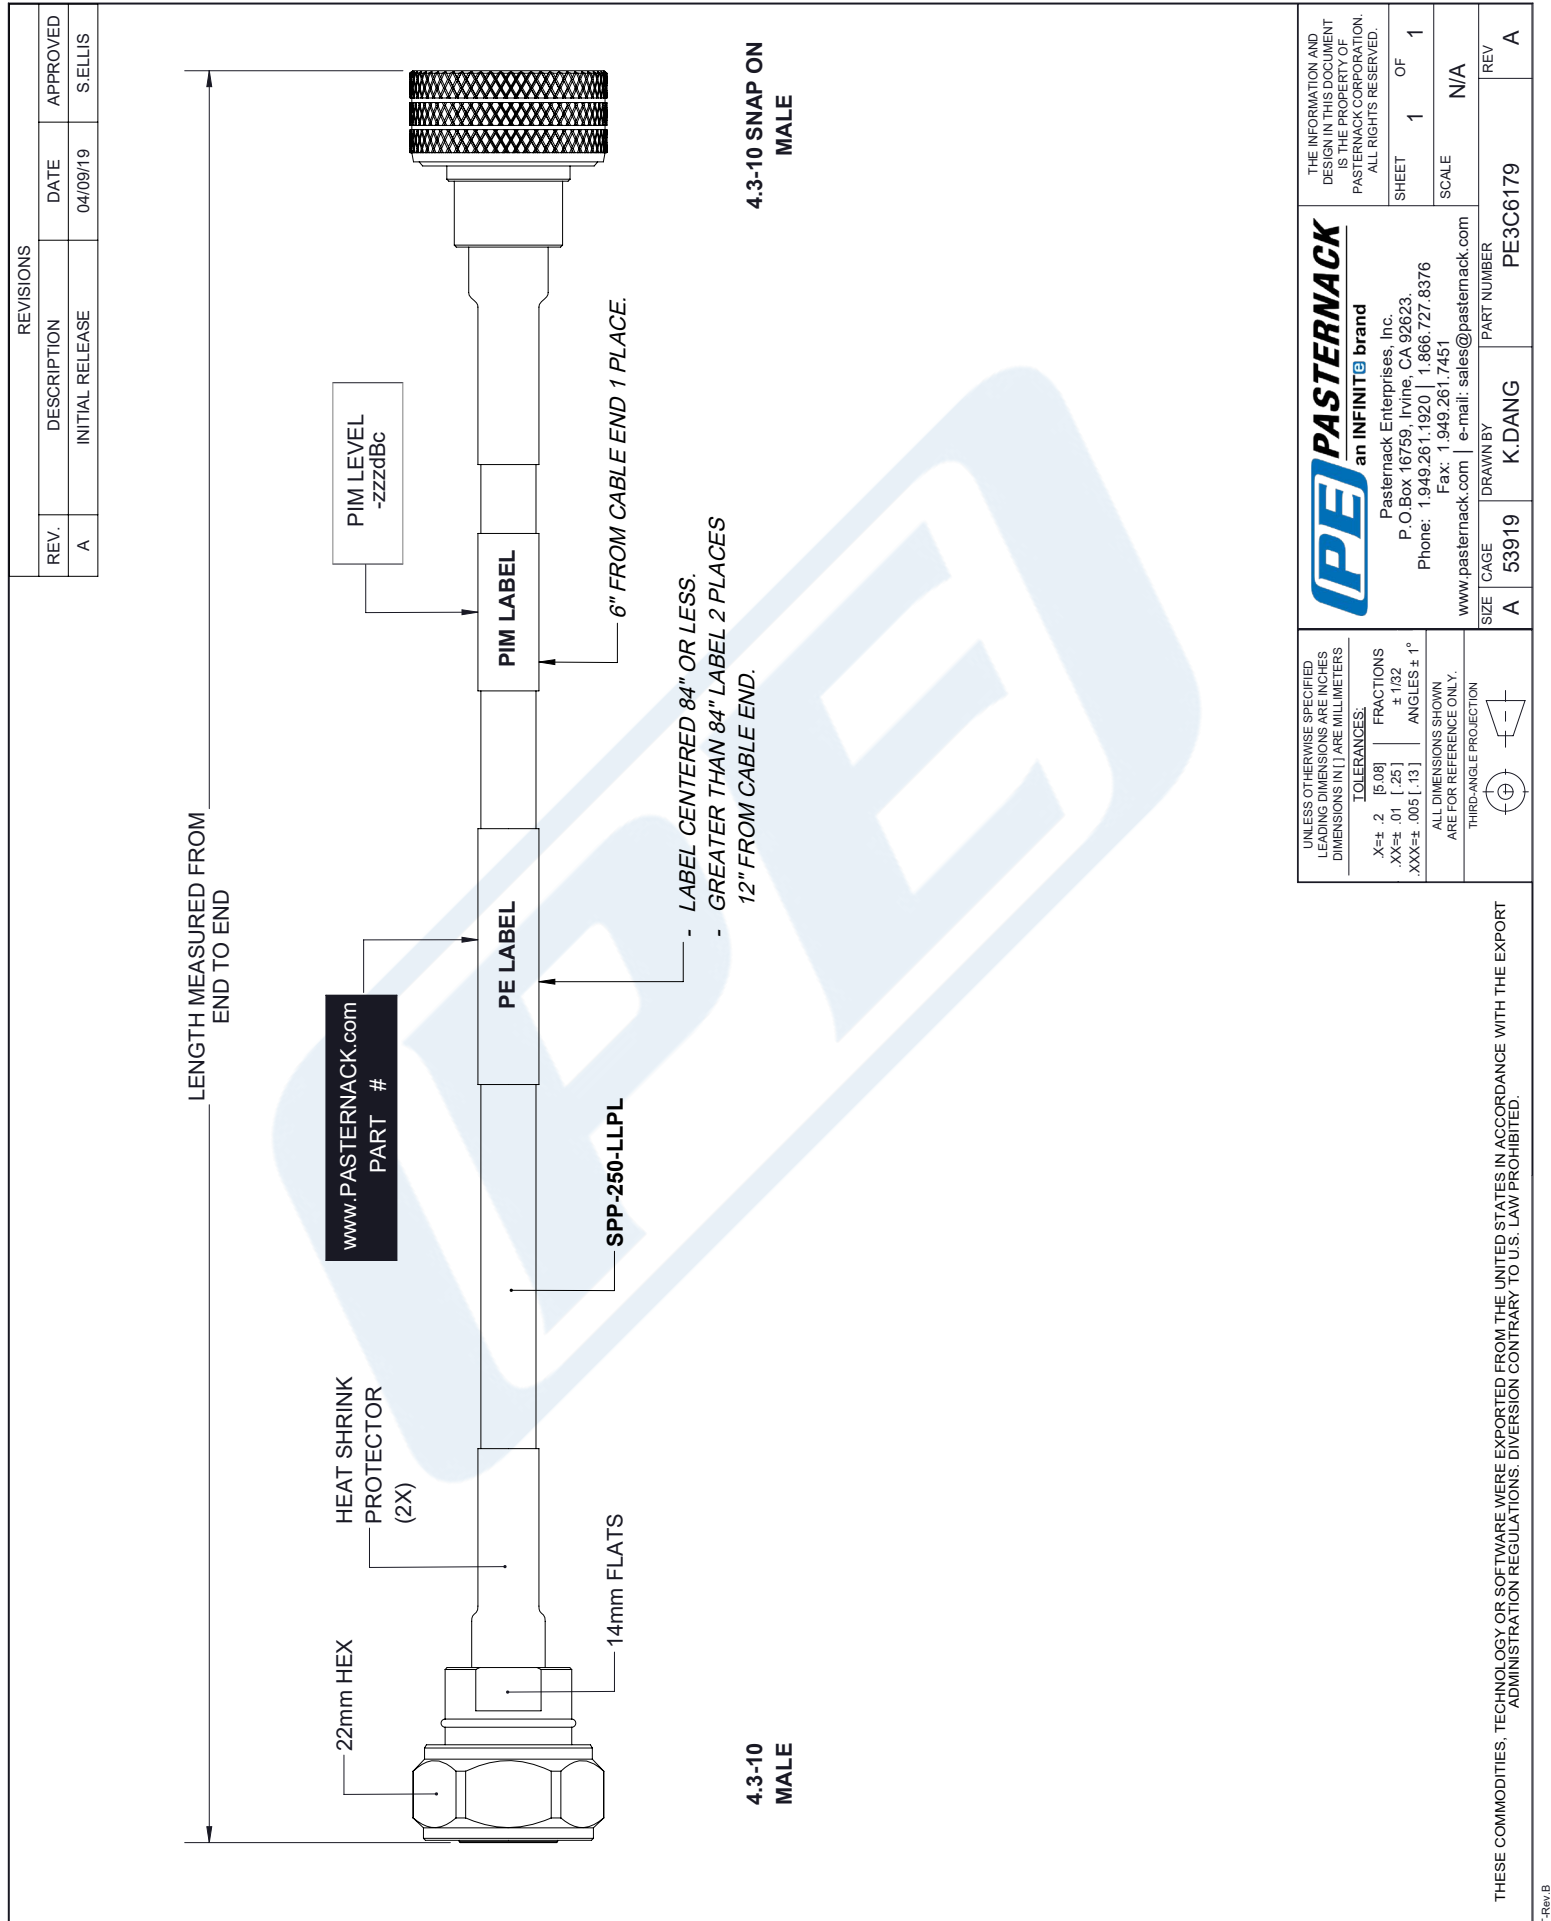 REVISIONS
REV.
DESCRIPTION
DATE
APPROVED
A
INITIAL RELEASE
04/09/19
S.ELLIS
LENGTH MEASURED FROM
END TO END
22mm HEX
HEAT SHRINK
PROTECTOR
(2X)
www.PASTERNACK.com
PART #
PIM LEVEL
-zzzdBc
PE LABEL
PIM LABEL
14mm FLATS
SPP-250-LLPL
- LABEL CENTERED 84" OR LESS.
- GREATER THAN 84" LABEL 2 PLACES
12" FROM CABLE END.
6" FROM CABLE END 1 PLACE.
4.3-10
MALE
4.3-10 SNAP ON
MALE
UNLESS OTHERWISE SPECIFIED
LEADING DIMENSIONS ARE INCHES
DIMENSIONS IN [ ] ARE MILLIMETERS
TOLERANCES:
.X=± .2 [5.08] FRACTIONS
.XX=± .01 [ .25 ] ± 1/32
.XXX=± .005 [ .13 ] ANGLES ± 1°
ALL DIMENSIONS SHOWN
ARE FOR REFERENCE ONLY.
THIRD-ANGLE PROJECTION
PE PASTERNACK
an INFINITe brand
Pasternack Enterprises, Inc.
P.O.Box 16759, Irvine, CA 92623.
Phone: 1.949.261.1920 | 1.866.727.8376
Fax: 1.949.261.7451
www.pasternack.com | e-mail: sales@pasternack.com
THE INFORMATION AND
DESIGN IN THIS DOCUMENT
IS THE PROPERTY OF
PASTERNACK CORPORATION.
ALL RIGHTS RESERVED.
SHEET 1 OF 1
SCALE N/A
SIZE A
CAGE 53919
DRAWN BY K.DANG
PART NUMBER PE3C6179
REV A
THESE COMMODITIES, TECHNOLOGY OR SOFTWARE WERE EXPORTED FROM THE UNITED STATES IN ACCORDANCE WITH THE EXPORT
ADMINISTRATION REGULATIONS. DIVERSION CONTRARY TO U.S. LAW PROHIBITED.
-Rev.B
PE